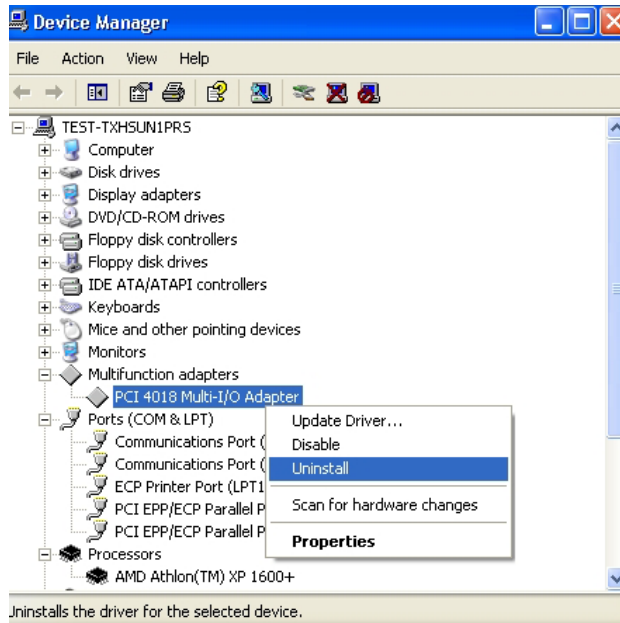 Device Manager
File Action View Help
TEST-TXHSUN1PRS
Computer
Disk drives
Display adapters
DVD/CD-ROM drives
Floppy disk controllers
Floppy disk drives
IDE ATA/ATAPI controllers
Keyboards
Mice and other pointing devices
Monitors
Multifunction adapters
PCI 4018 Multi-I/O Adapter
Ports (COM & LPT)
Communications Port (
Communications Port (
ECP Printer Port (LPT1
PCI EPP/ECP Parallel P
PCI EPP/ECP Parallel P
Processors
AMD Athlon(TM) XP 1600+
Update Driver...
Disable
Uninstall
Scan for hardware changes
Properties
Uninstalls the driver for the selected device.